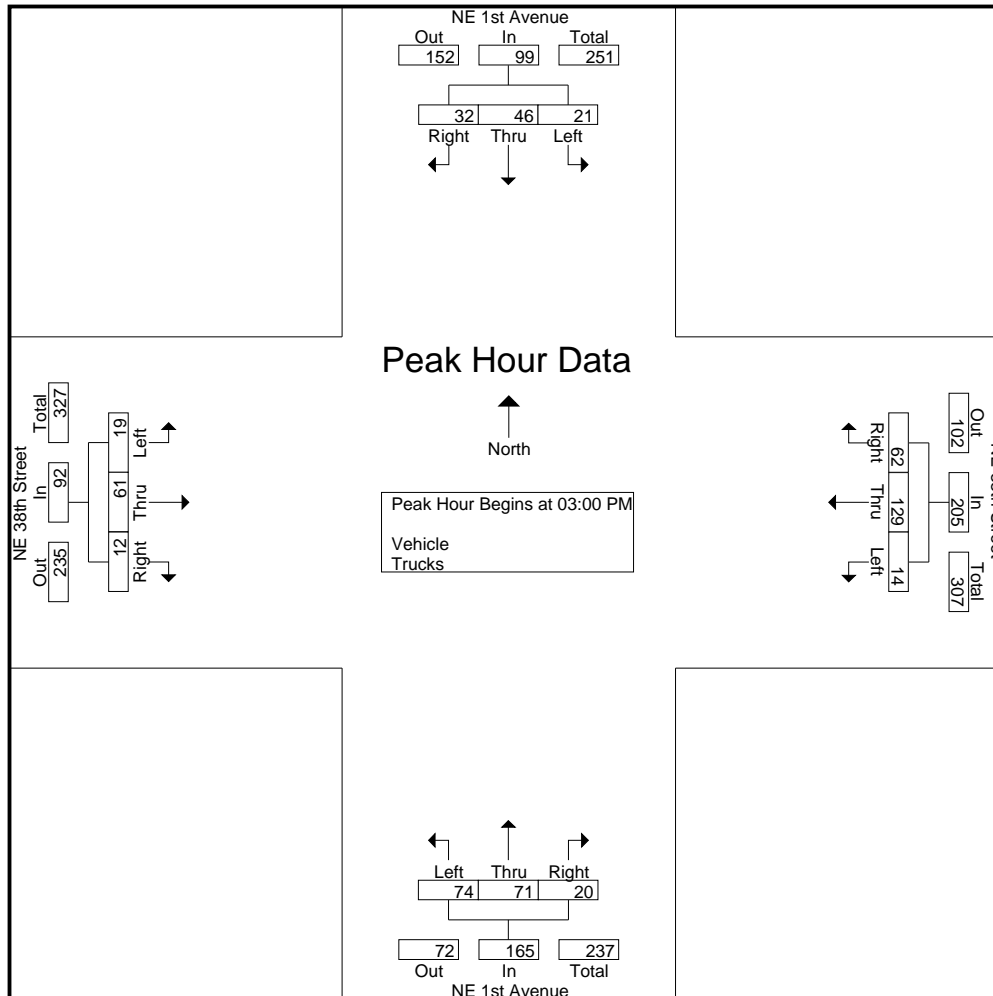 NE 1st Avenue
Out In Total
152 99 251
32 46 21
Right Thru Left
Peak Hour Data
North
Peak Hour Begins at 03:00 PM
Vehicle
Trucks
NE 38th Street
Out In Total
235 92 327
12 61 19
Right Thru Left
Out In Total
102 205 307
62 129 14
Right Thru Left
Left Thru Right
74 71 20
72 165 237
Out In Total
NE 1st Avenue